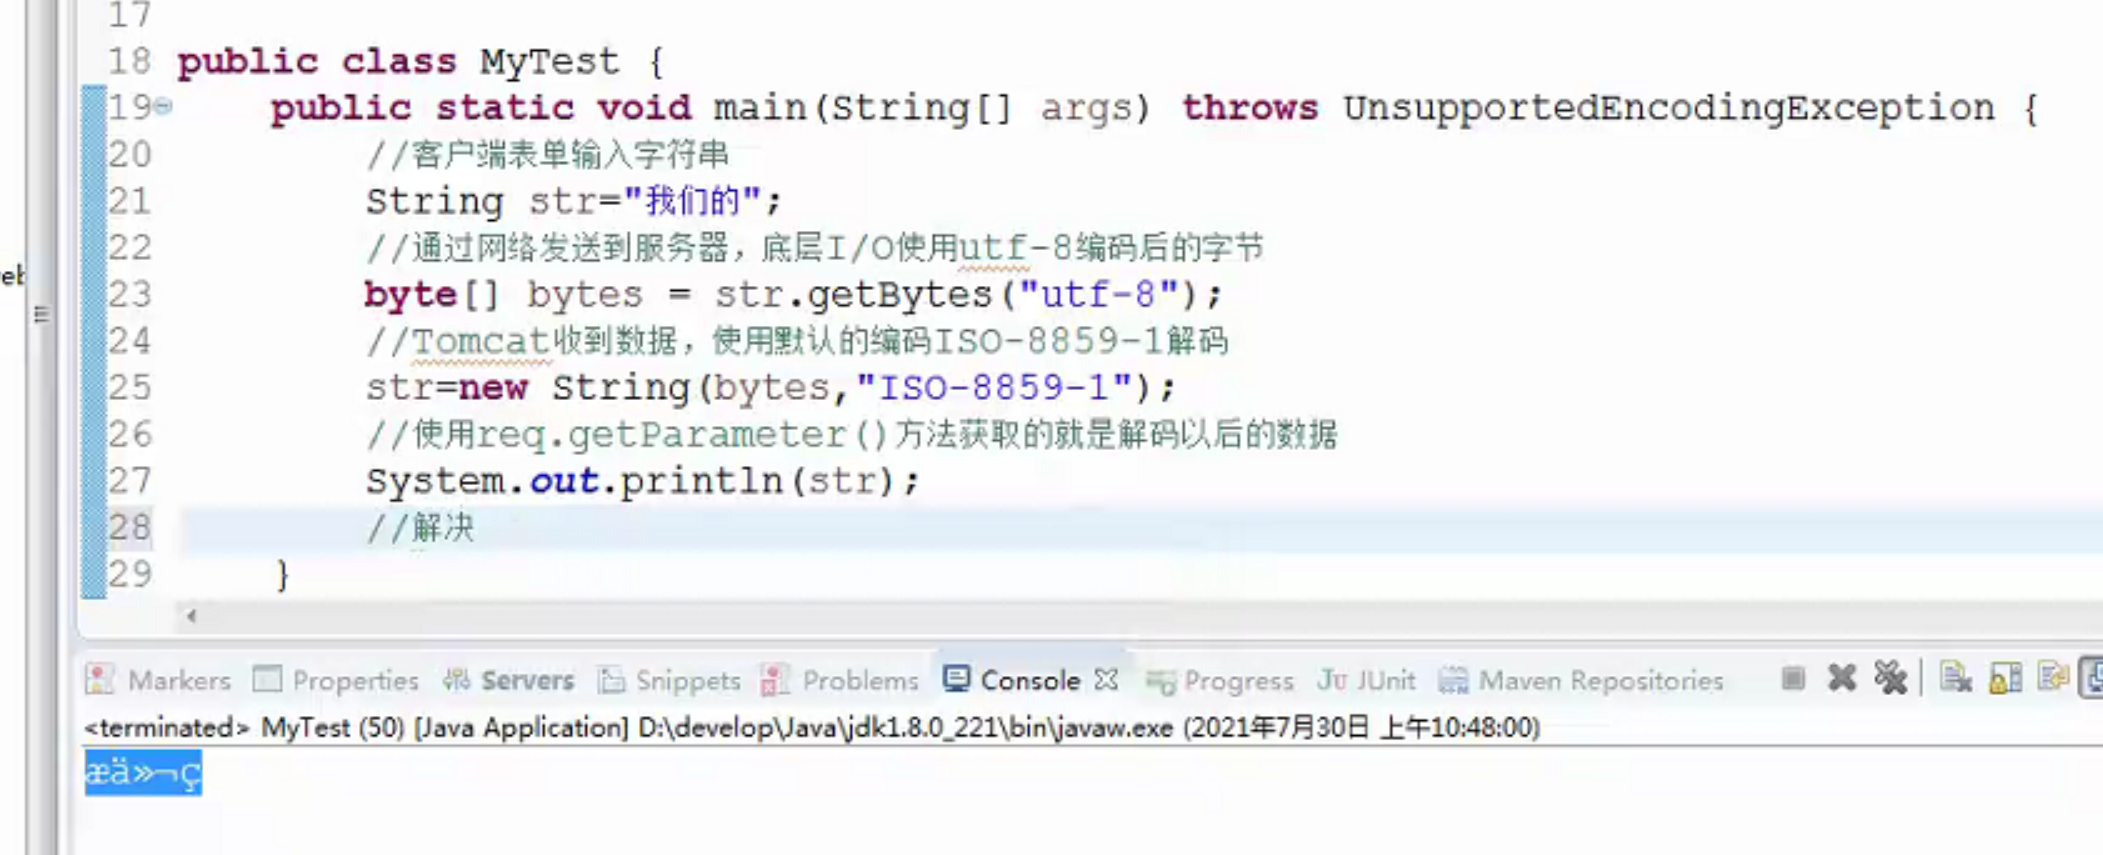 17
18 public class MyTest {
19 public static void main(String[] args) throws UnsupportedEncodingException {
20 //客户端表单输入字符串
21 String str="我们的";
22 //通过网络发送到服务器，底层I/O使用utf-8编码后的字节
23 byte[] bytes = str.getBytes("utf-8");
24 //Tomcat收到数据，使用默认的编码ISO-8859-1解码
25 str=new String(bytes,"ISO-8859-1");
26 //使用req.getParameter()方法获取的就是解码以后的数据
27 System.out.println(str);
28 //解决
29 }
Markers Properties Servers Snippets Problems Console Progress JUnit Maven Repositories
<terminated> MyTest (50) [Java Application] D:\develop\Java\jdk1.8.0_221\bin\javaw.exe (2021年7月30日 上午10:48:00)
æä»¬ç